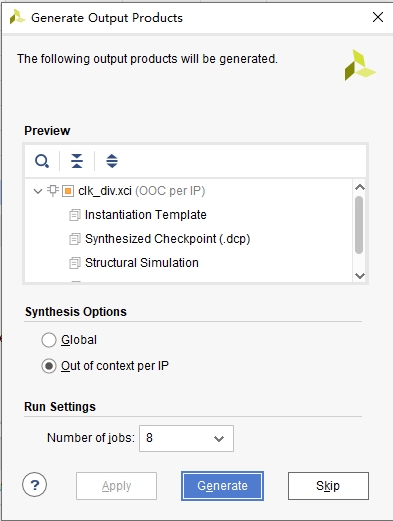 Generate Output Products
The following output products will be generated.
Preview
clk_div.xci (OOC per IP)
Instantiation Template
Synthesized Checkpoint (.dcp)
Structural Simulation
Synthesis Options
Global
Out of context per IP
Run Settings
Number of jobs: 8
? Apply Generate Skip